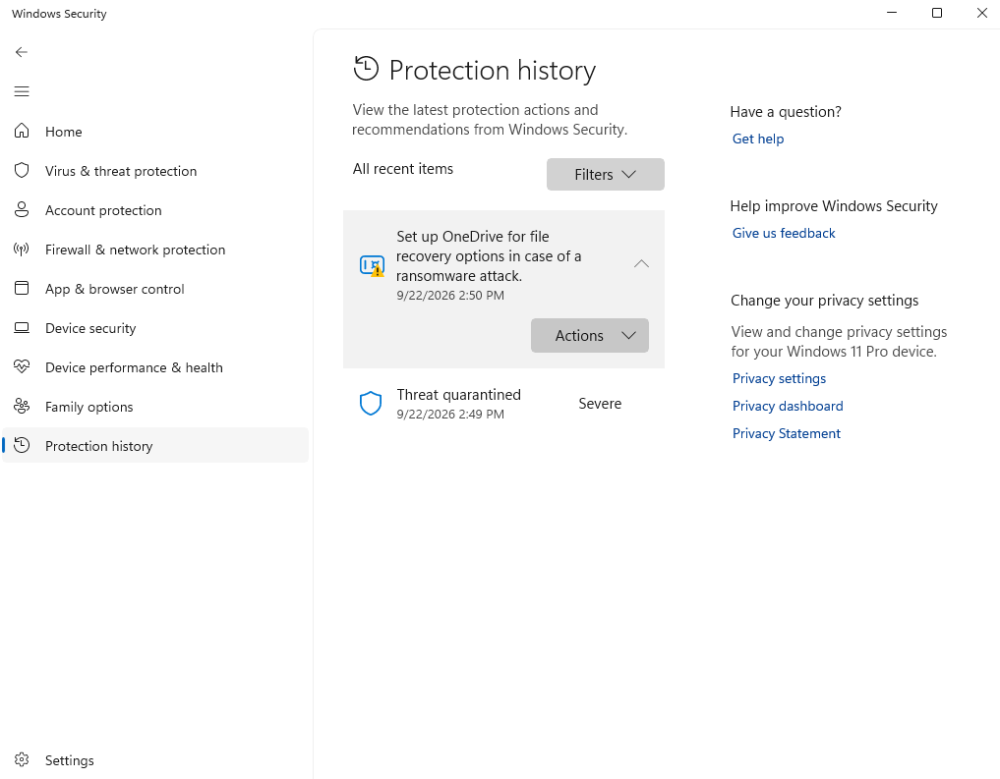 Windows Security
Home
Virus & threat protection
Account protection
Firewall & network protection
App & browser control
Device security
Device performance & health
Family options
Protection history
Settings
Protection history
View the latest protection actions and
recommendations from Windows Security.
All recent items
Filters
Set up OneDrive for file
recovery options in case of a
ransomware attack.
9/22/2026 2:50 PM
Actions
Threat quarantined
9/22/2026 2:49 PM
Severe
Have a question?
Get help
Help improve Windows Security
Give us feedback
Change your privacy settings
View and change privacy settings
for your Windows 11 Pro device.
Privacy settings
Privacy dashboard
Privacy Statement